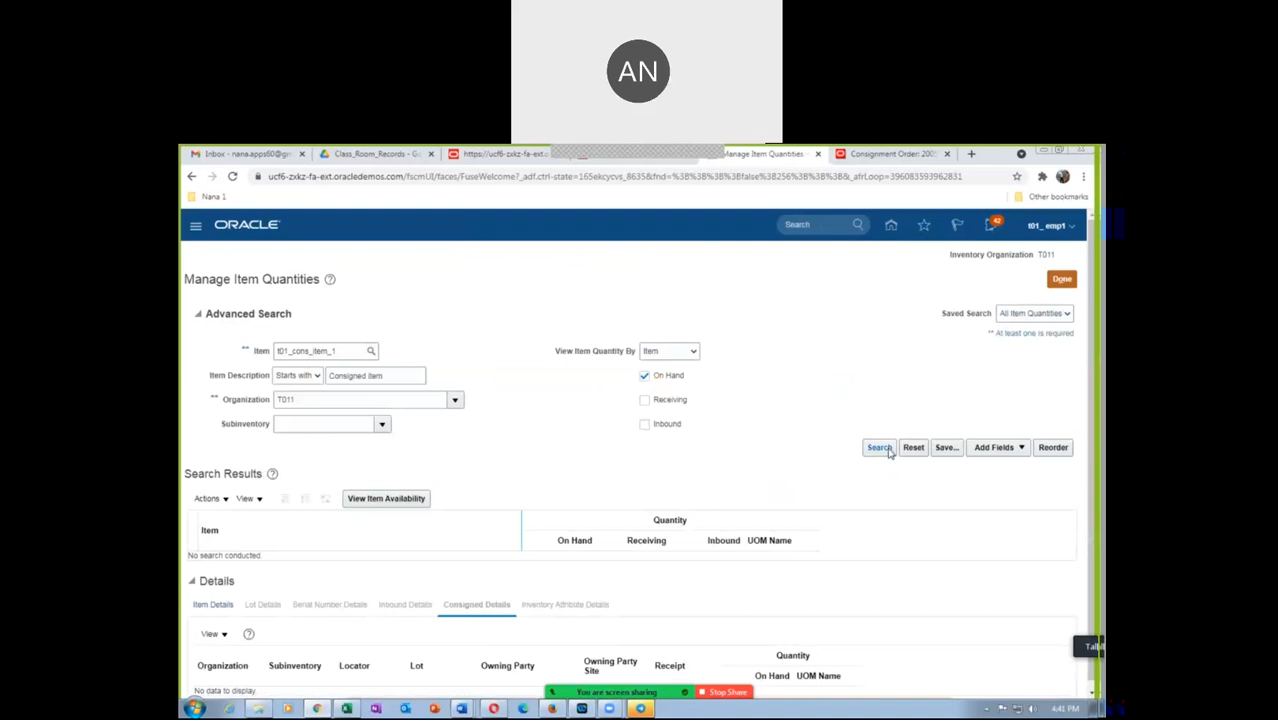 AN
Inbox - nana.apps60@gm
Class_Room_Records - G
https://ucf6-zxkz-fa-ext.
Manage Item Quantities
Consignment Order: 200
ucf6-zxkz-fa-ext.oracledemos.com/fscmUI/faces/FuseWelcome?_adf.ctrl-state=165ekcycvs_8635&fnd=%3B%3B%3B%3Bfalse%3B256%3B%3B%3B&_afrLoop=396083593962831
Nana 1
Other bookmarks
ORACLE
Search
42
t01_emp1
Inventory Organization T011
Manage Item Quantities
Done
Advanced Search
Saved Search All Item Quantities
** At least one is required
** Item t01_cons_item_1
View Item Quantity By Item
Item Description Starts with Consigned item
On Hand
** Organization T011
Receiving
Subinventory
Inbound
Search Reset Save... Add Fields Reorder
Search Results
Actions View View Item Availability
Item
Quantity
On Hand Receiving Inbound UOM Name
No search conducted.
Details
Item Details Lot Details Serial Number Details Inbound Details Consigned Details Inventory Attribute Details
View
Organization Subinventory Locator Lot Owning Party Owning Party Site Receipt
Quantity
On Hand UOM Name
No data to display.
You are screen sharing
Stop Share
4:41 PM